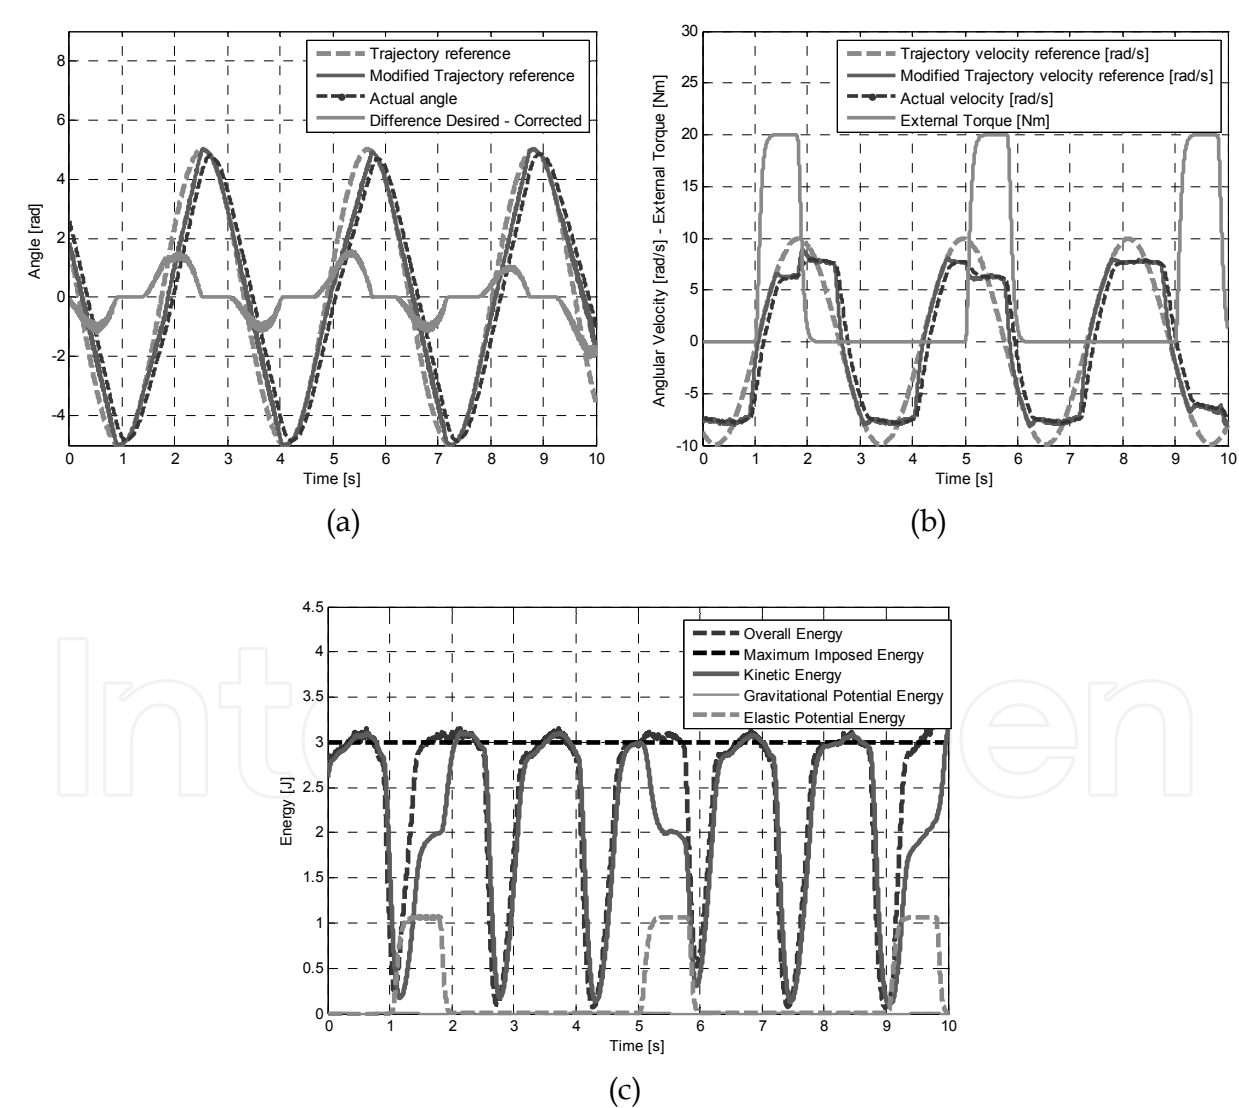 8
6
4
2
0
-2
-4
Angle [rad]
Trajectory reference
Modified Trajectory reference
Actual angle
Difference Desired - Corrected
0 1 2 3 4 5 6 7 8 9 10
Time [s]
(a)
30
25
20
15
10
5
0
-5
-10
Anglular Velocity [rad/s] - External Torque [Nm]
Trajectory velocity reference [rad/s]
Modified Trajectory velocity reference [rad/s]
Actual velocity [rad/s]
External Torque [Nm]
0 1 2 3 4 5 6 7 8 9 10
Time [s]
(b)
4.5
4
3.5
3
2.5
2
1.5
1
0.5
0
Energy [J]
Overall Energy
Maximum Imposed Energy
Kinetic Energy
Gravitational Potential Energy
Elastic Potential Energy
0 1 2 3 4 5 6 7 8 9 10
Time [s]
(c)